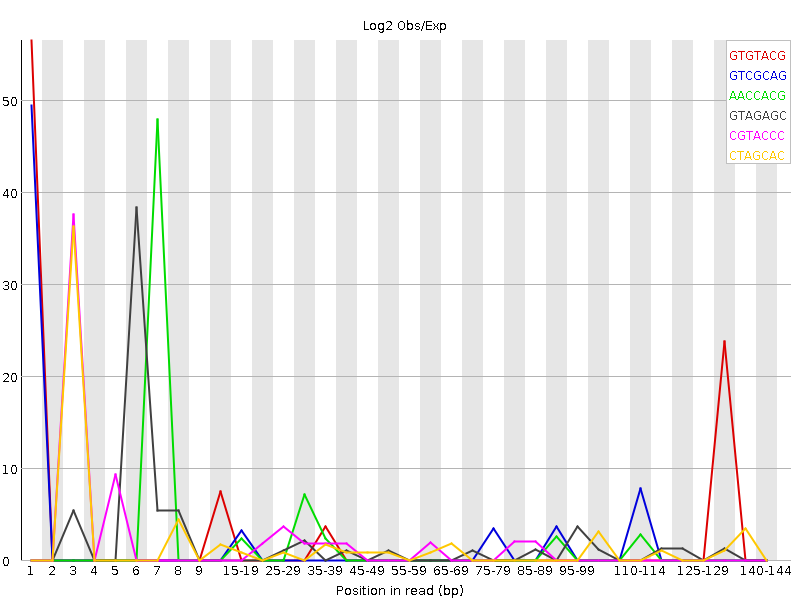 Log2 Obs/Exp
GTGTACG
GTCGCAG
AACCACG
GTAGAGC
CGTACCC
CTAGCAC
50
40
30
20
10
0
1 2 3 4 5 6 7 8 9 15-19 25-29 35-39 45-49 55-59 65-69 75-79 85-89 95-99 110-114 125-129 140-144
Position in read (bp)